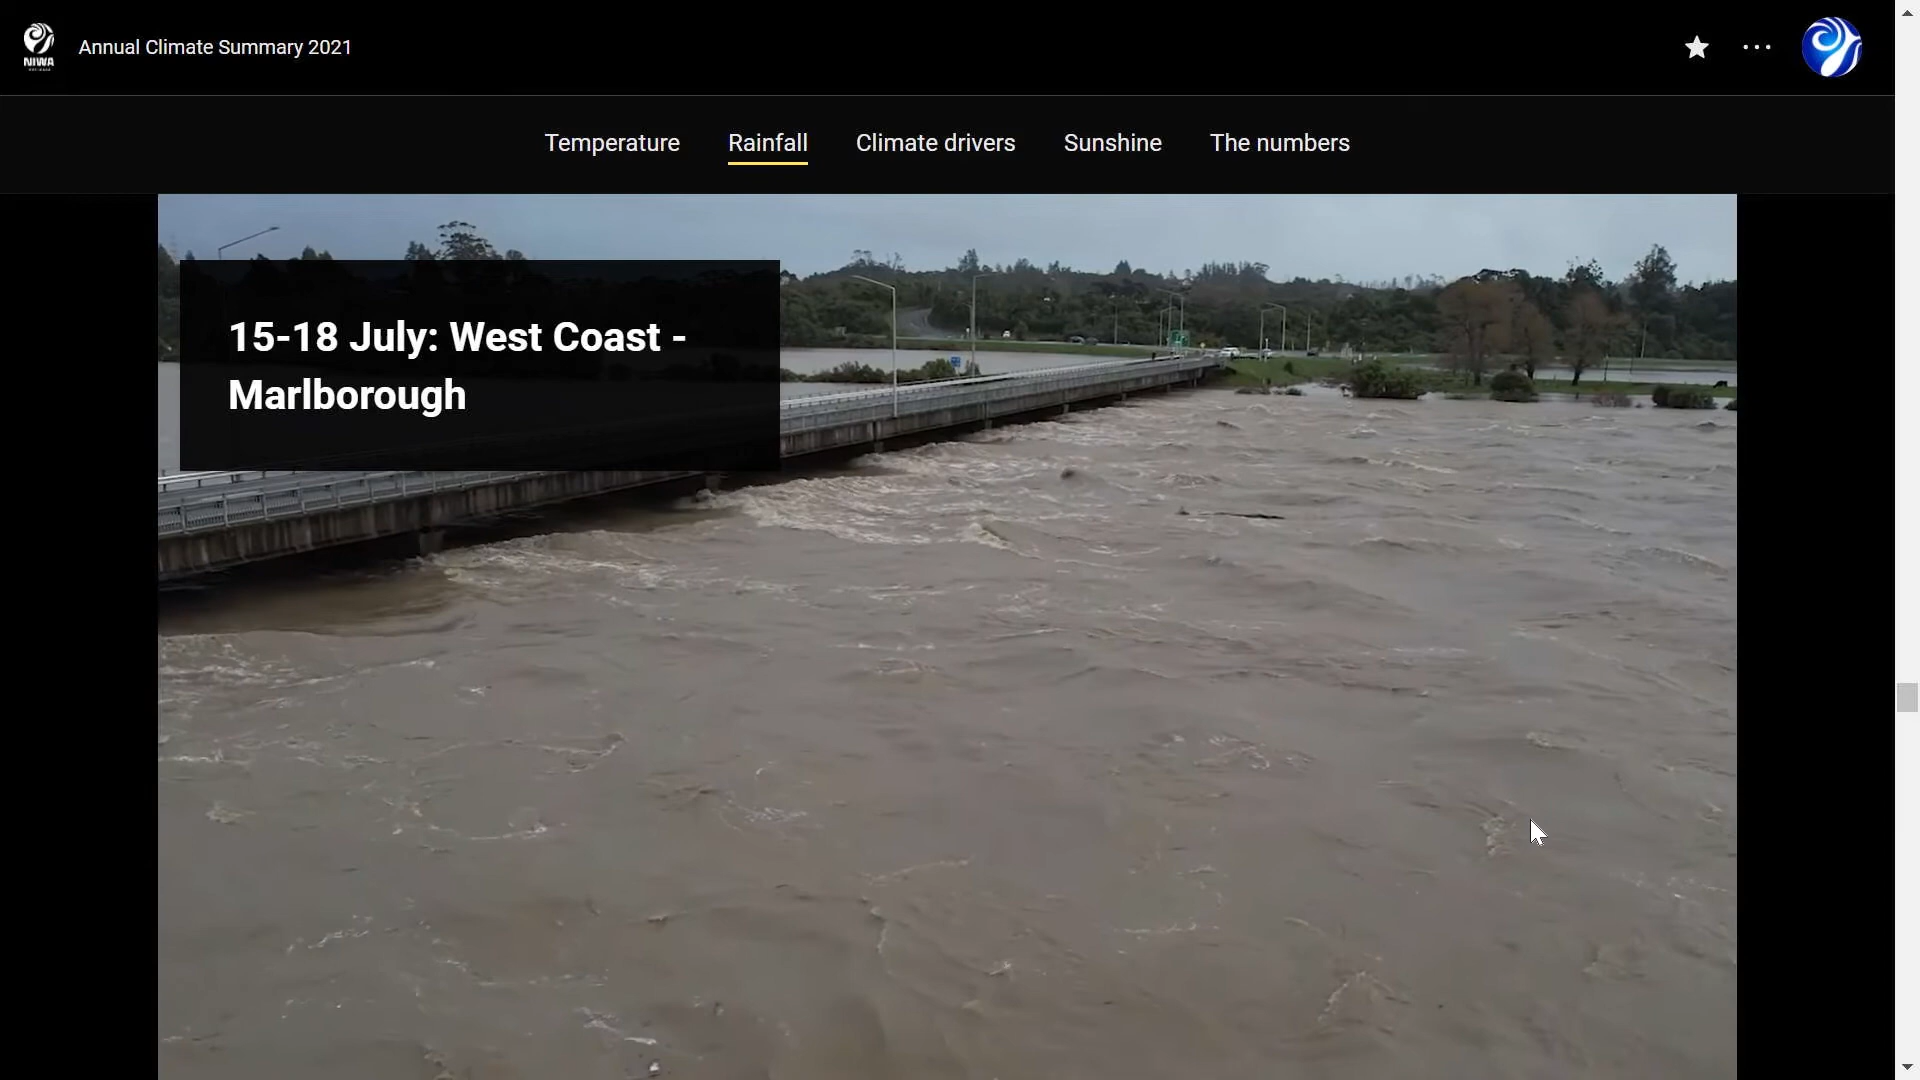 NIWA
Annual Climate Summary 2021
Temperature Rainfall Climate drivers Sunshine The numbers
15-18 July: West Coast -
Marlborough